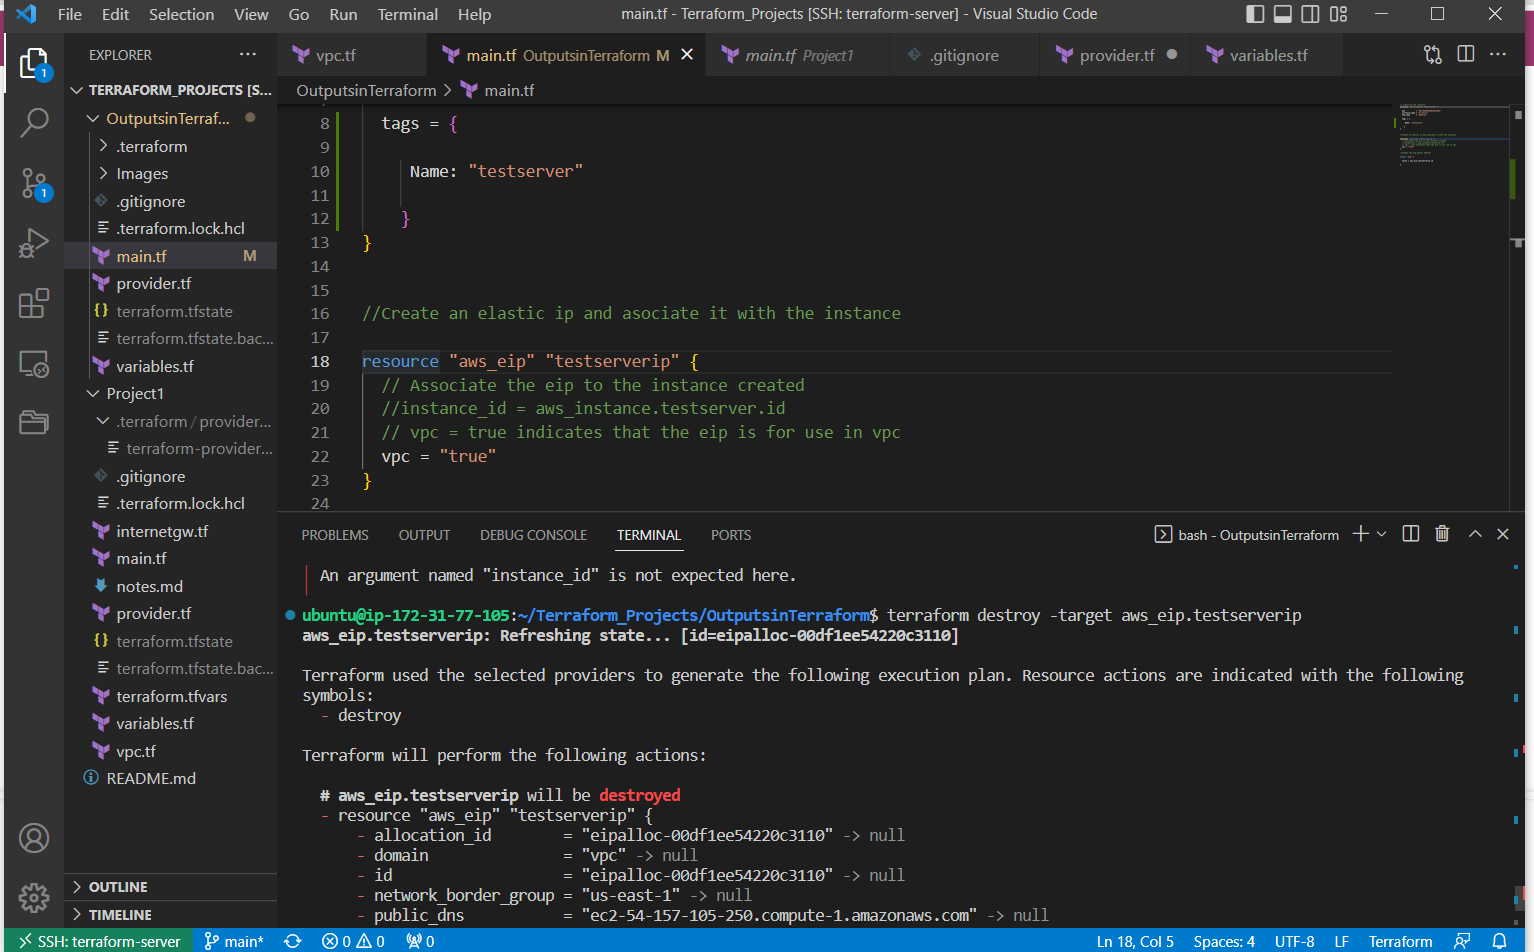 File Edit Selection View Go Run Terminal Help
main.tf - Terraform_Projects [SSH: terraform-server] - Visual Studio Code
EXPLORER
vpc.tf
main.tf OutputsinTerraform M
main.tf Project1
.gitignore
provider.tf
variables.tf
1
1
TERRAFORM_PROJECTS [S...
OutputsinTerraf...
.terraform
Images
.gitignore
.terraform.lock.hcl
main.tf M
provider.tf
terraform.tfstate
terraform.tfstate.bac...
variables.tf
Project1
.terraform / provider...
terraform-provider...
.gitignore
.terraform.lock.hcl
internetgw.tf
main.tf
notes.md
provider.tf
terraform.tfstate
terraform.tfstate.bac...
terraform.tfvars
variables.tf
vpc.tf
README.md
OUTLINE
TIMELINE
OutputsinTerraform > main.tf
8 tags = {
9
10 Name: "testserver"
11
12 }
13 }
14
15
16 //Create an elastic ip and asociate it with the instance
17
18 resource "aws_eip" "testserverip" {
19 // Associate the eip to the instance created
20 //instance_id = aws_instance.testserver.id
21 // vpc = true indicates that the eip is for use in vpc
22 vpc = "true"
23 }
24
PROBLEMS OUTPUT DEBUG CONSOLE TERMINAL PORTS
bash - OutputsinTerraform
An argument named "instance_id" is not expected here.
ubuntu@ip-172-31-77-105:~/Terraform_Projects/OutputsinTerraform$ terraform destroy -target aws_eip.testserverip
aws_eip.testserverip: Refreshing state... [id=eipalloc-00df1ee54220c3110]
Terraform used the selected providers to generate the following execution plan. Resource actions are indicated with the following
symbols:
- destroy
Terraform will perform the following actions:
# aws_eip.testserverip will be destroyed
- resource "aws_eip" "testserverip" {
- allocation_id = "eipalloc-00df1ee54220c3110" -> null
- domain = "vpc" -> null
- id = "eipalloc-00df1ee54220c3110" -> null
- network_border_group = "us-east-1" -> null
- public_dns = "ec2-54-157-105-250.compute-1.amazonaws.com" -> null
SSH: terraform-server main* 0 0 0
Ln 18, Col 5 Spaces: 4 UTF-8 LF Terraform